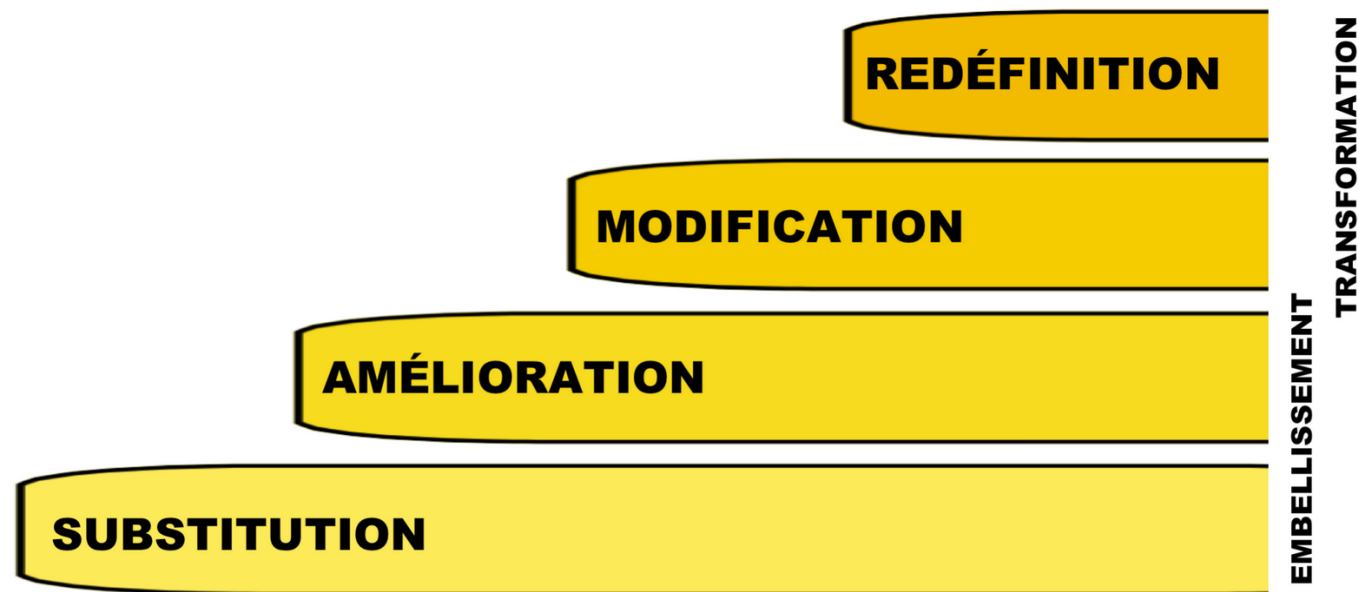 REDÉFINITION
MODIFICATION
AMÉLIORATION
SUBSTITUTION
EMBELLISSEMENT
TRANSFORMATION